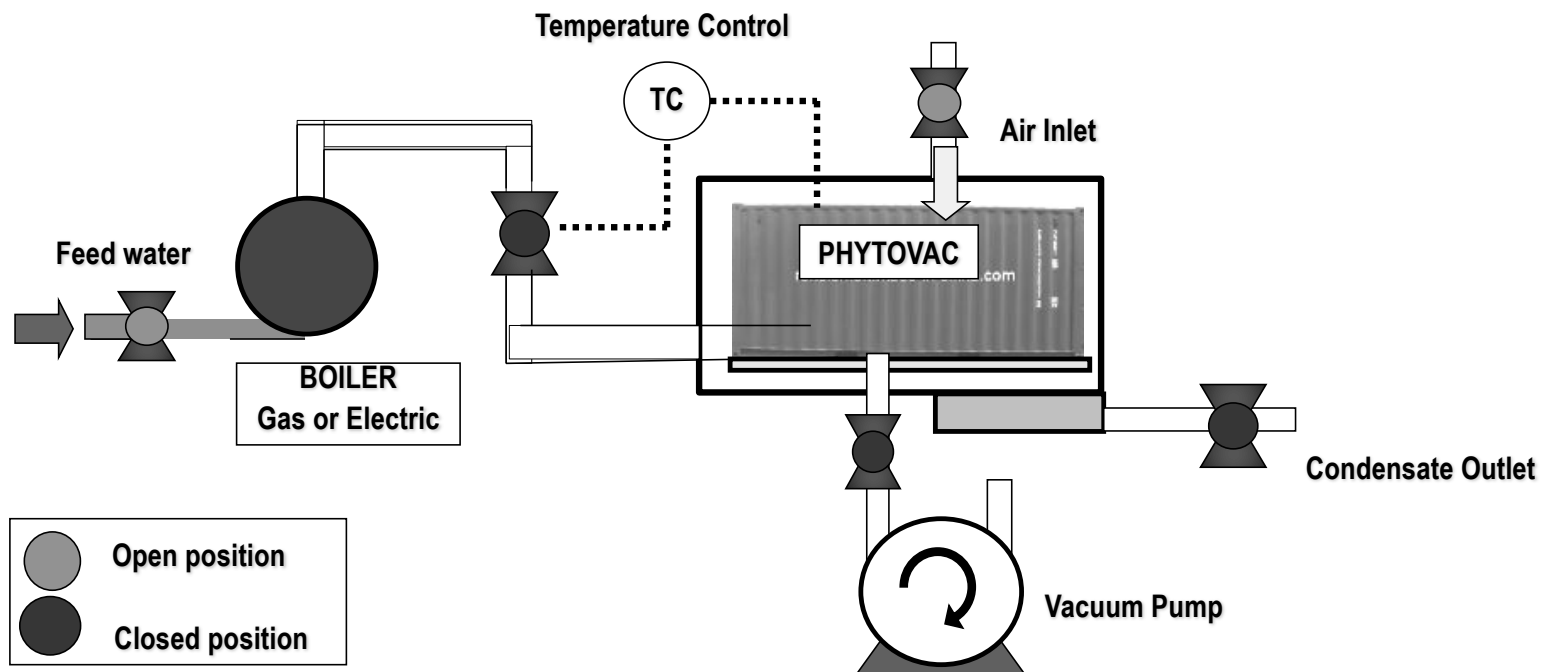 Temperature Control
TC
Air Inlet
Feed water
PHYTOVAC
.com
BOILER
Gas or Electric
Condensate Outlet
Open position
Closed position
Vacuum Pump